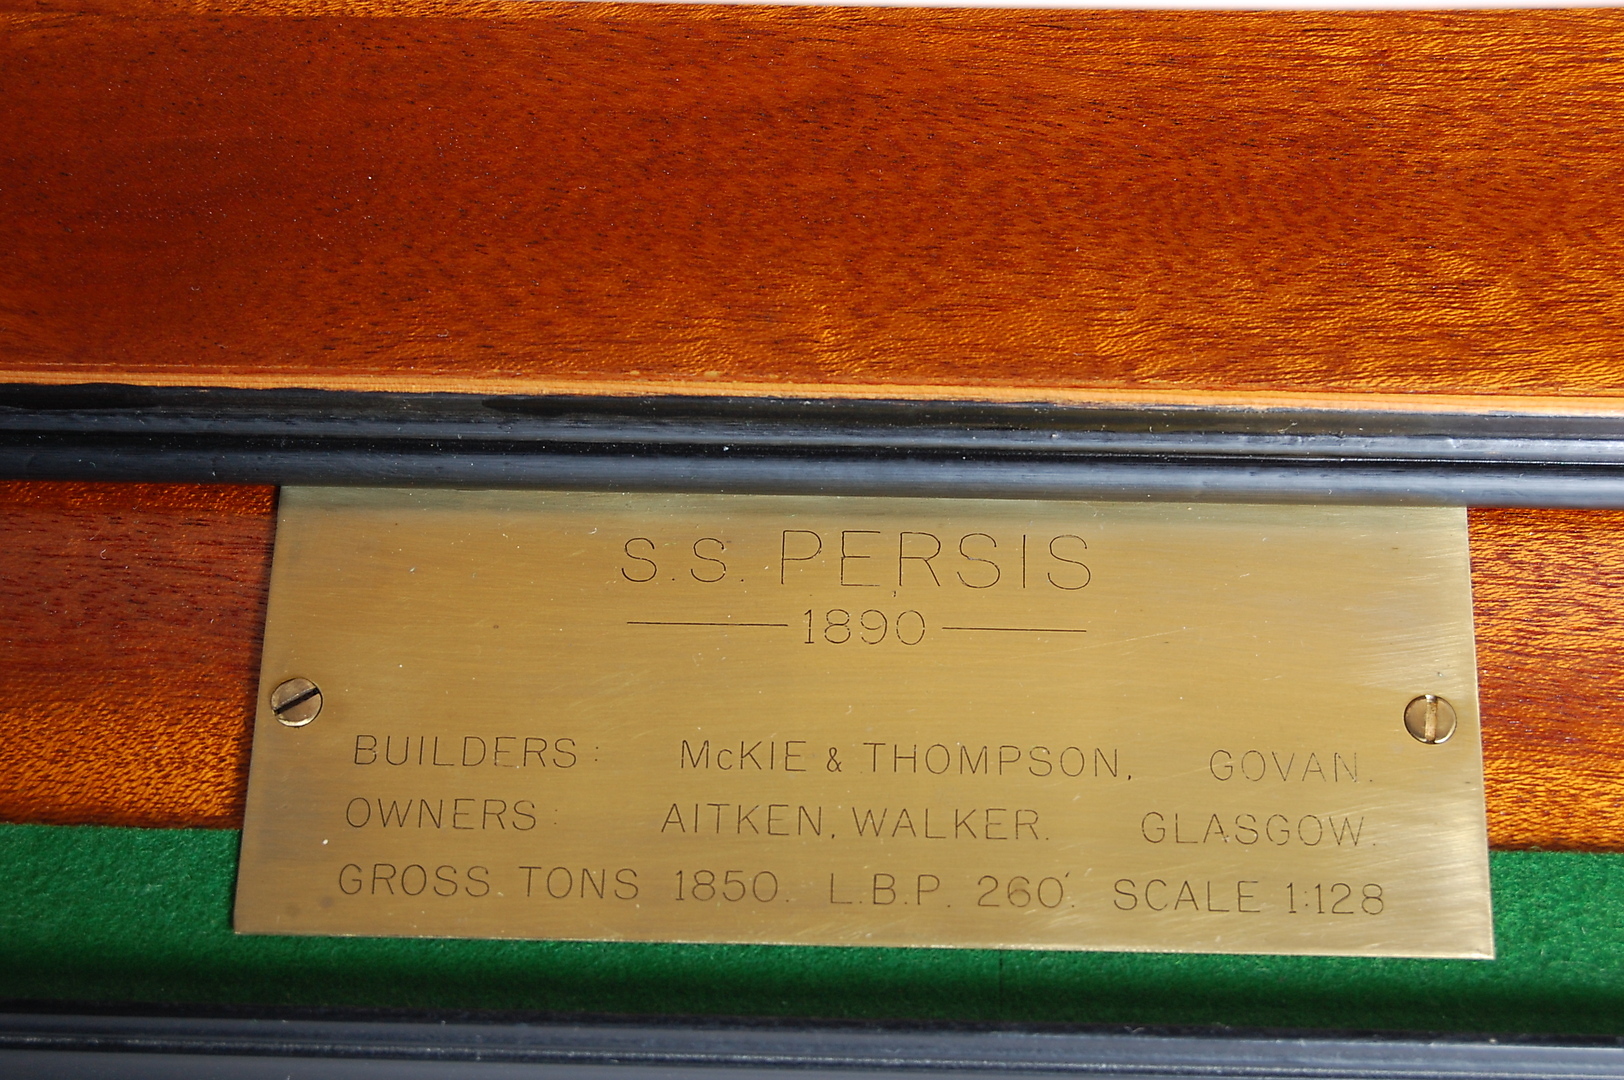 S.S. PERSIS
1890
BUILDERS: McKIE & THOMPSON, GOVAN.
OWNERS: AITKEN, WALKER. GLASGOW.
GROSS TONS 1850. L.B.P. 260'. SCALE 1:128